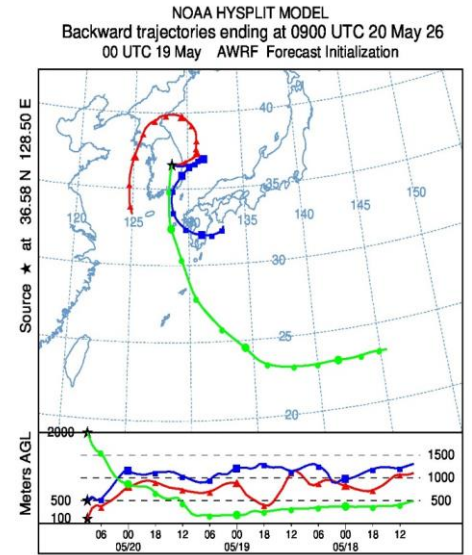 NOAA HYSPLIT MODEL
Backward trajectories ending at 0900 UTC 20 May 26
00 UTC 19 May AWRF Forecast Initialization
Source ★ at 36.58 N 128.50 E
40
35
120
125
135
140
145
150
30
25
20
Meters AGL
2000
500
100
1500
1000
500
06 00 18 12 06 00 18 12 06 00 18 12
05/20 05/19 05/18